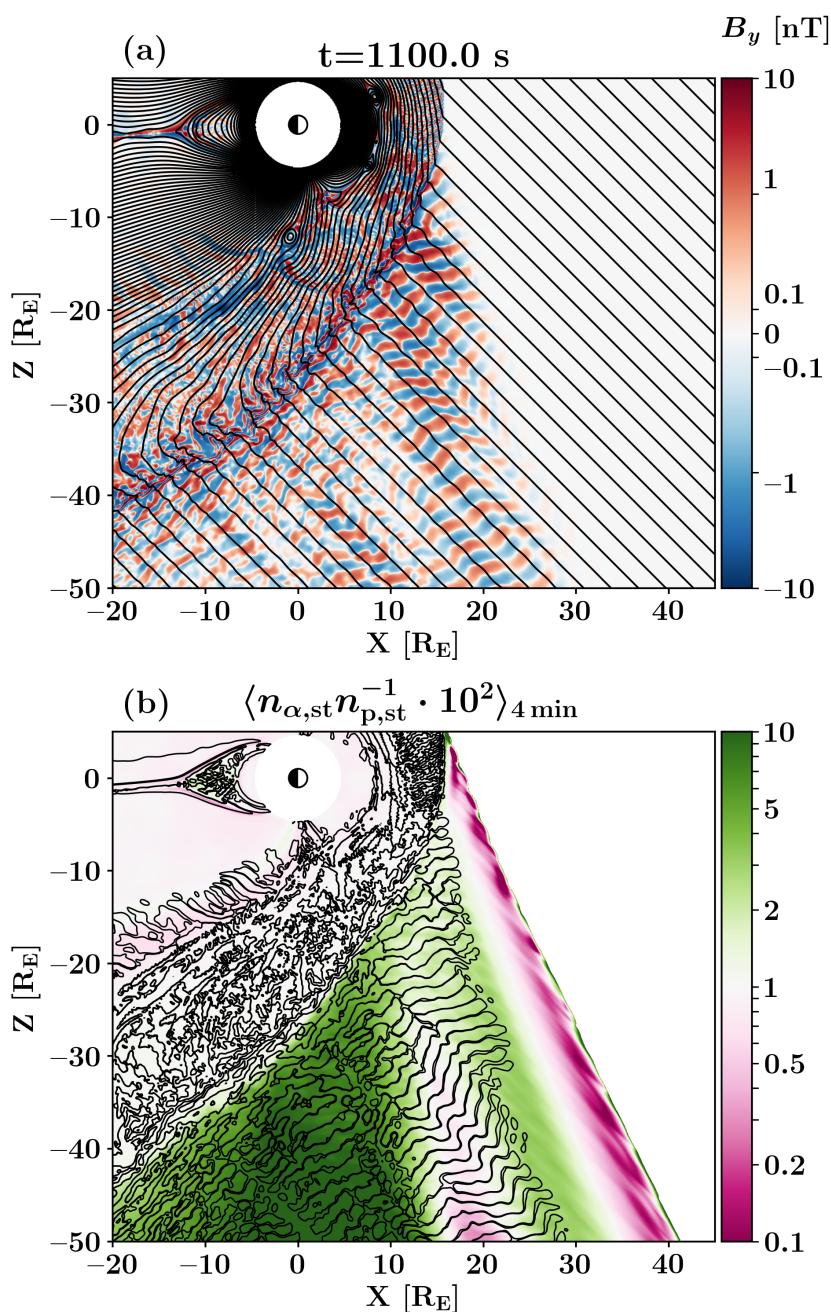 (a)
t=1100.0 s
B_y [nT]
10
1
0.1
0
−0.1
−1
−10
0
−10
−20
−30
−40
−50
Z [R_E]
−20 −10 0 10 20 30 40
X [R_E]
(b)
⟨n_{α,st} n_{p,st}^{−1} · 10^2⟩_{4 min}
10
5
2
1
0.5
0.2
0.1
0
−10
−20
−30
−40
−50
Z [R_E]
−20 −10 0 10 20 30 40
X [R_E]